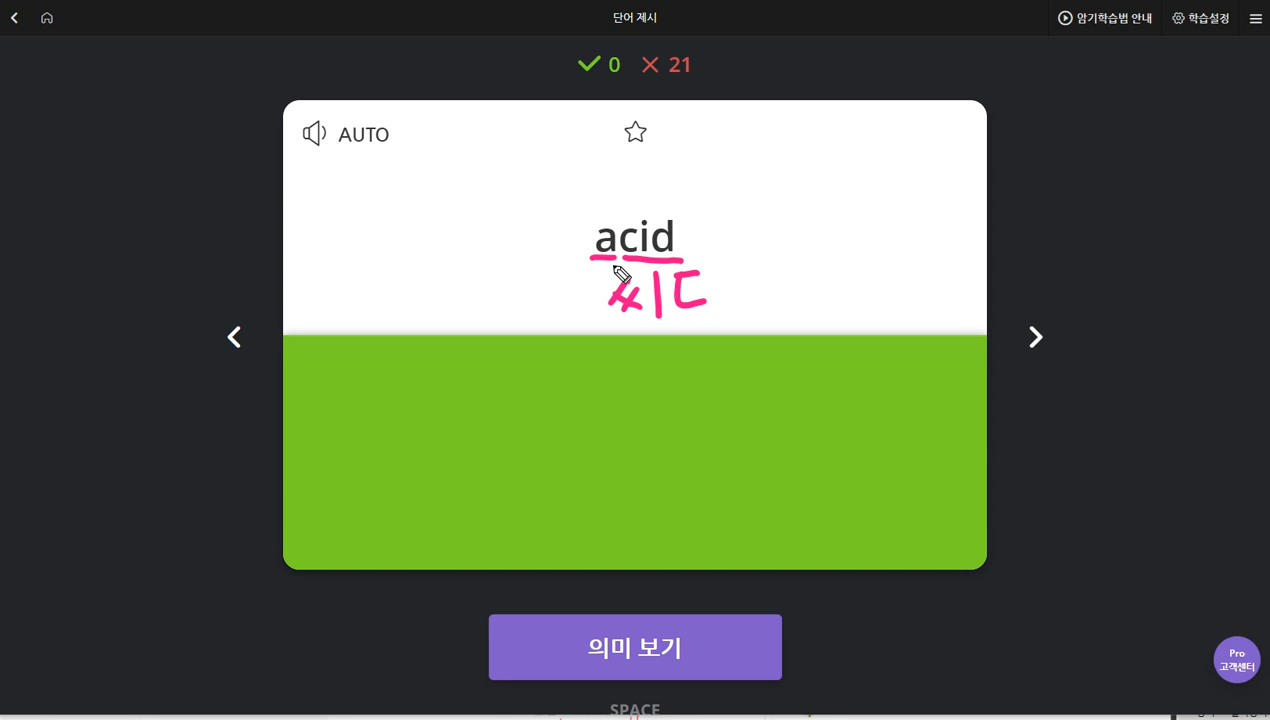 단어 제시
암기학습법 안내
학습설정
0
21
AUTO
acid
씨ㄷ
의미 보기
SPACE
Pro
고객센터